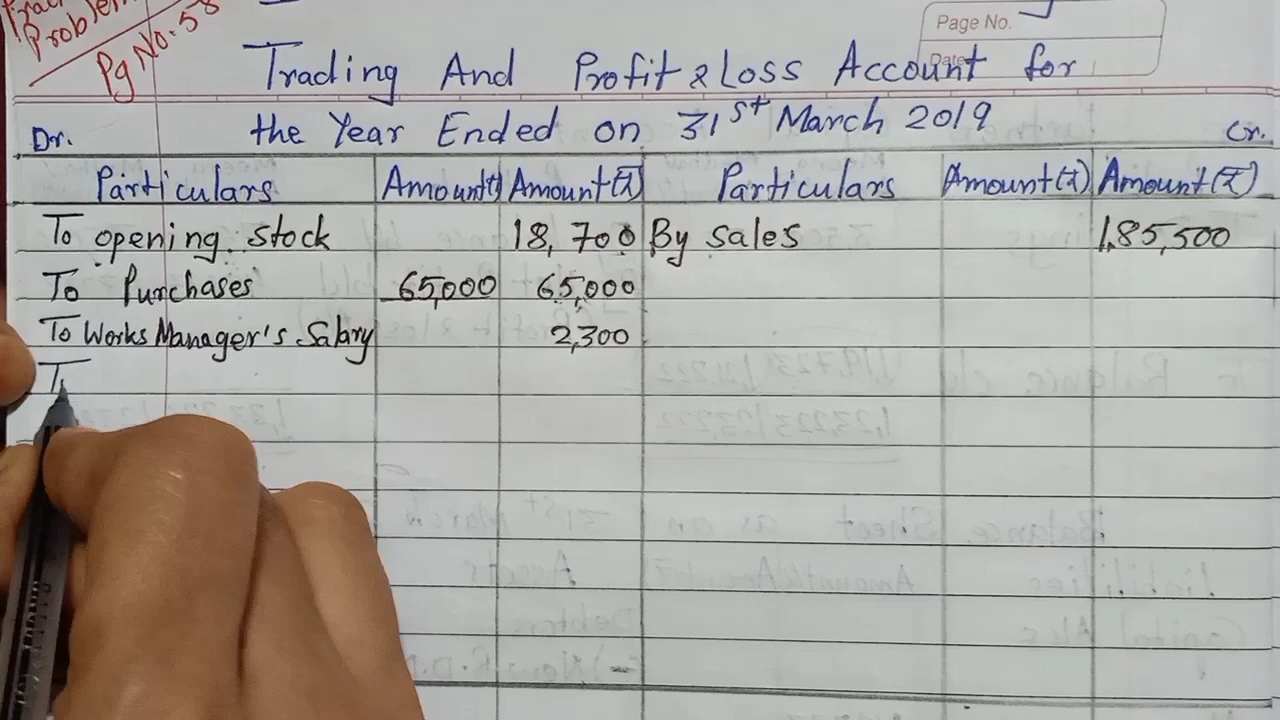 Problem
Pg No. 58
Page No.
Date
Trading And Profit & Loss Account for
the Year Ended on 31st March 2019
Dr. Cr.
Particulars Amount(₹) Amount(₹) Particulars Amount(₹) Amount(₹)
To opening stock 18,700 By sales 1,85,500
To Purchases 65,000 65,000
To Works Manager's Salary 2,300
T